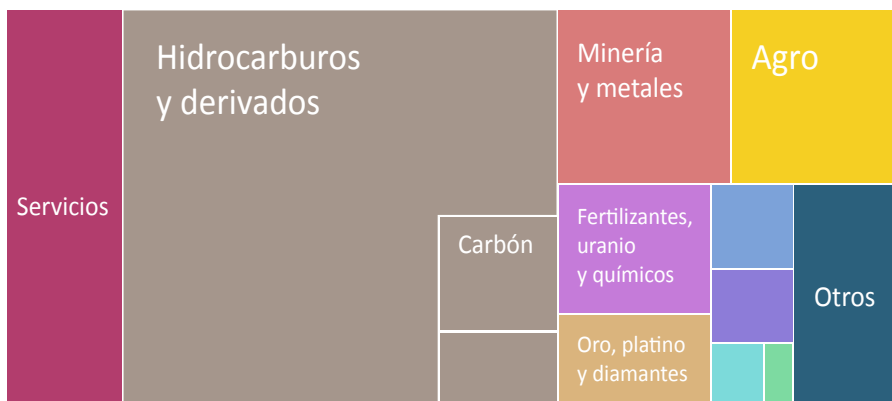 Hidrocarburos
y derivados
Minería
y metales
Agro
Servicios
Carbón
Fertilizantes,
uranio
y químicos
Otros
Oro, platino
y diamantes